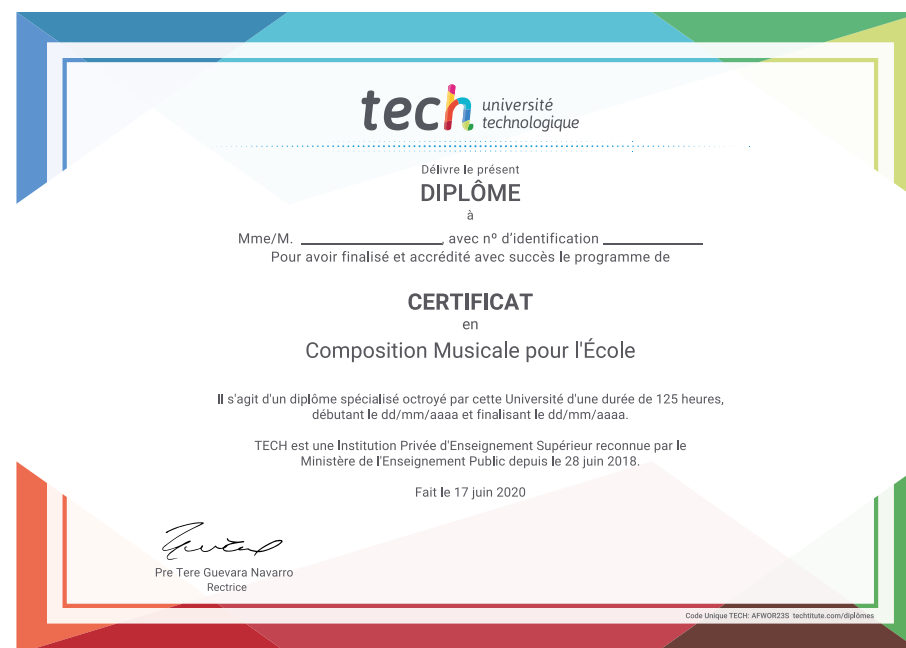 tech université
technologique
Délivre le présent
DIPLÔME
à
Mme/M. ____________________, avec nº d'identification ______________
Pour avoir finalisé et accrédité avec succès le programme de
CERTIFICAT
en
Composition Musicale pour l'École
Il s'agit d'un diplôme spécialisé octroyé par cette Université d'une durée de 125 heures,
débutant le dd/mm/aaaa et finalisant le dd/mm/aaaa.
TECH est une Institution Privée d'Enseignement Supérieur reconnue par le
Ministère de l'Enseignement Public depuis le 28 juin 2018.
Fait le 17 juin 2020
Pre Tere Guevara Navarro
Rectrice
Code Unique TECH: AFWOR23S techtitute.com/diplômes